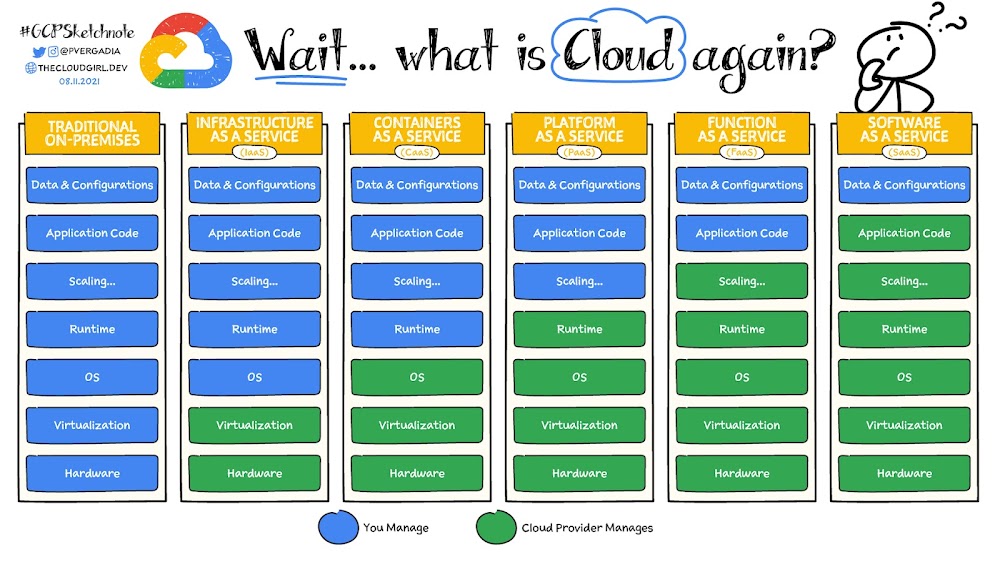 #GCPSketchnote
@PVERGADIA
THECLOUDGIRL.DEV
08.11.2021
Wait... what is Cloud again?
? ? ?
TRADITIONAL
ON-PREMISES
Data & Configurations
Application Code
Scaling...
Runtime
OS
Virtualization
Hardware
INFRASTRUCTURE
AS A SERVICE
(IaaS)
Data & Configurations
Application Code
Scaling...
Runtime
OS
Virtualization
Hardware
CONTAINERS
AS A SERVICE
(CaaS)
Data & Configurations
Application Code
Scaling...
Runtime
OS
Virtualization
Hardware
PLATFORM
AS A SERVICE
(PaaS)
Data & Configurations
Application Code
Scaling...
Runtime
OS
Virtualization
Hardware
FUNCTION
AS A SERVICE
(FaaS)
Data & Configurations
Application Code
Scaling...
Runtime
OS
Virtualization
Hardware
SOFTWARE
AS A SERVICE
(SaaS)
Data & Configurations
Application Code
Scaling...
Runtime
OS
Virtualization
Hardware
You Manage
Cloud Provider Manages